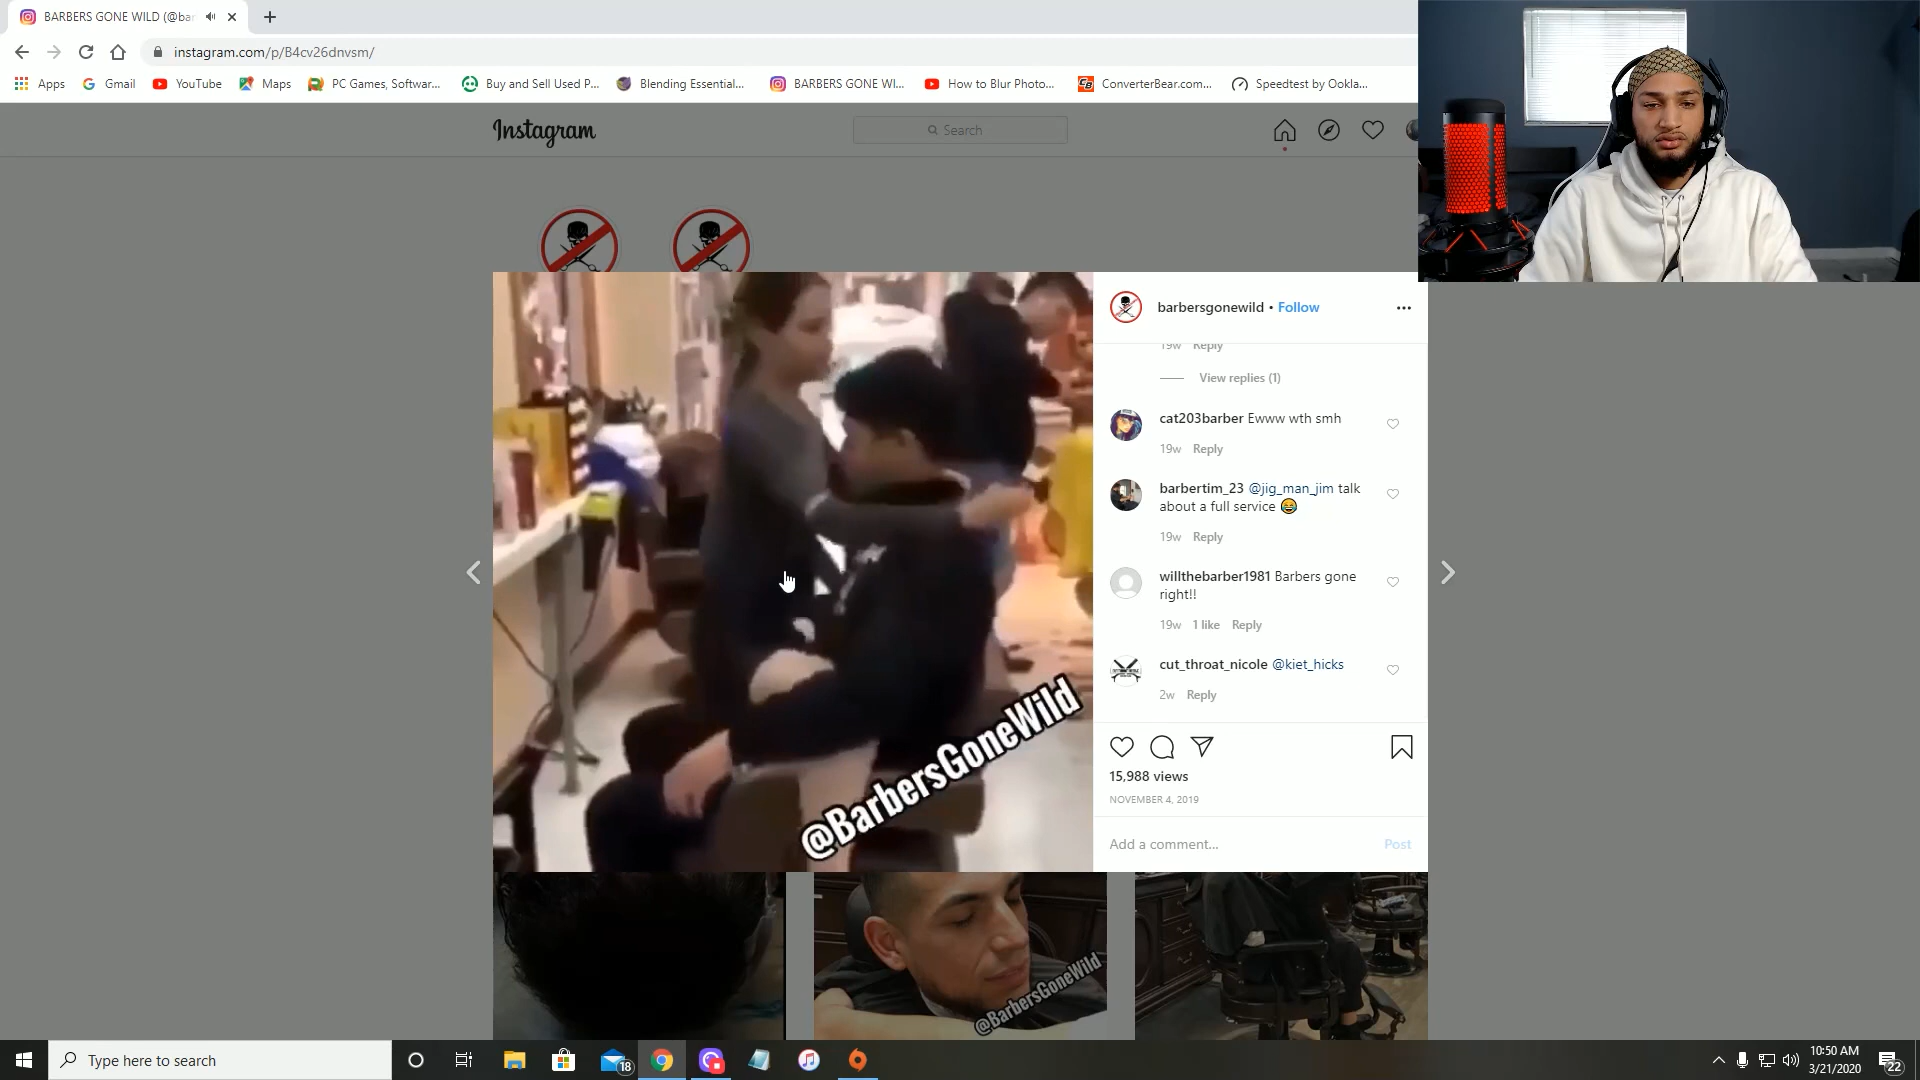 BARBERS GONE WILD (@bar
instagram.com/p/B4cv26dnvsm/
Apps Gmail YouTube Maps PC Games, Softwar... Buy and Sell Used P... Blending Essential... BARBERS GONE WI... How to Blur Photo... ConverterBear.com... Speedtest by Ookla...
Instagram
Search
barbersgonewild • Follow
19w Reply
View replies (1)
cat203barber Ewww wth smh
19w Reply
barbertim_23 @jig_man_jim talk
about a full service 😂
19w Reply
willthebarber1981 Barbers gone
right!!
19w 1 like Reply
cut_throat_nicole @kiet_hicks
2w Reply
15,988 views
NOVEMBER 4, 2019
Add a comment... Post
@BarbersGoneWild
@BarbersGoneWild
Type here to search
18
10:50 AM
3/21/2020
22